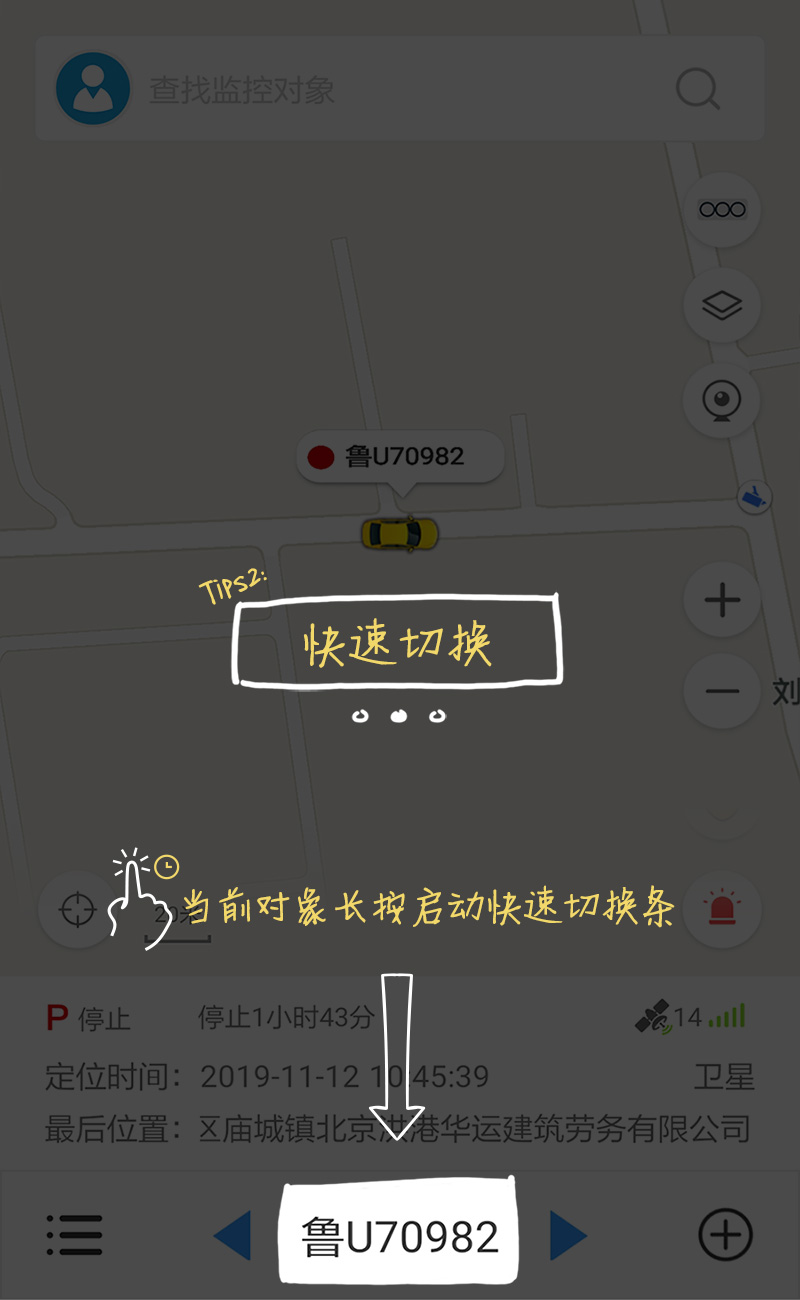 查找监控对象
鲁U70982
Tips2:
快速切换
刘
当前对象长按启动快速切换条
20米
P 停止 停止1小时43分 14
定位时间： 2019-11-12 10:45:39 卫星
最后位置： 区庙城镇北京洪港华运建筑劳务有限公司
鲁U70982